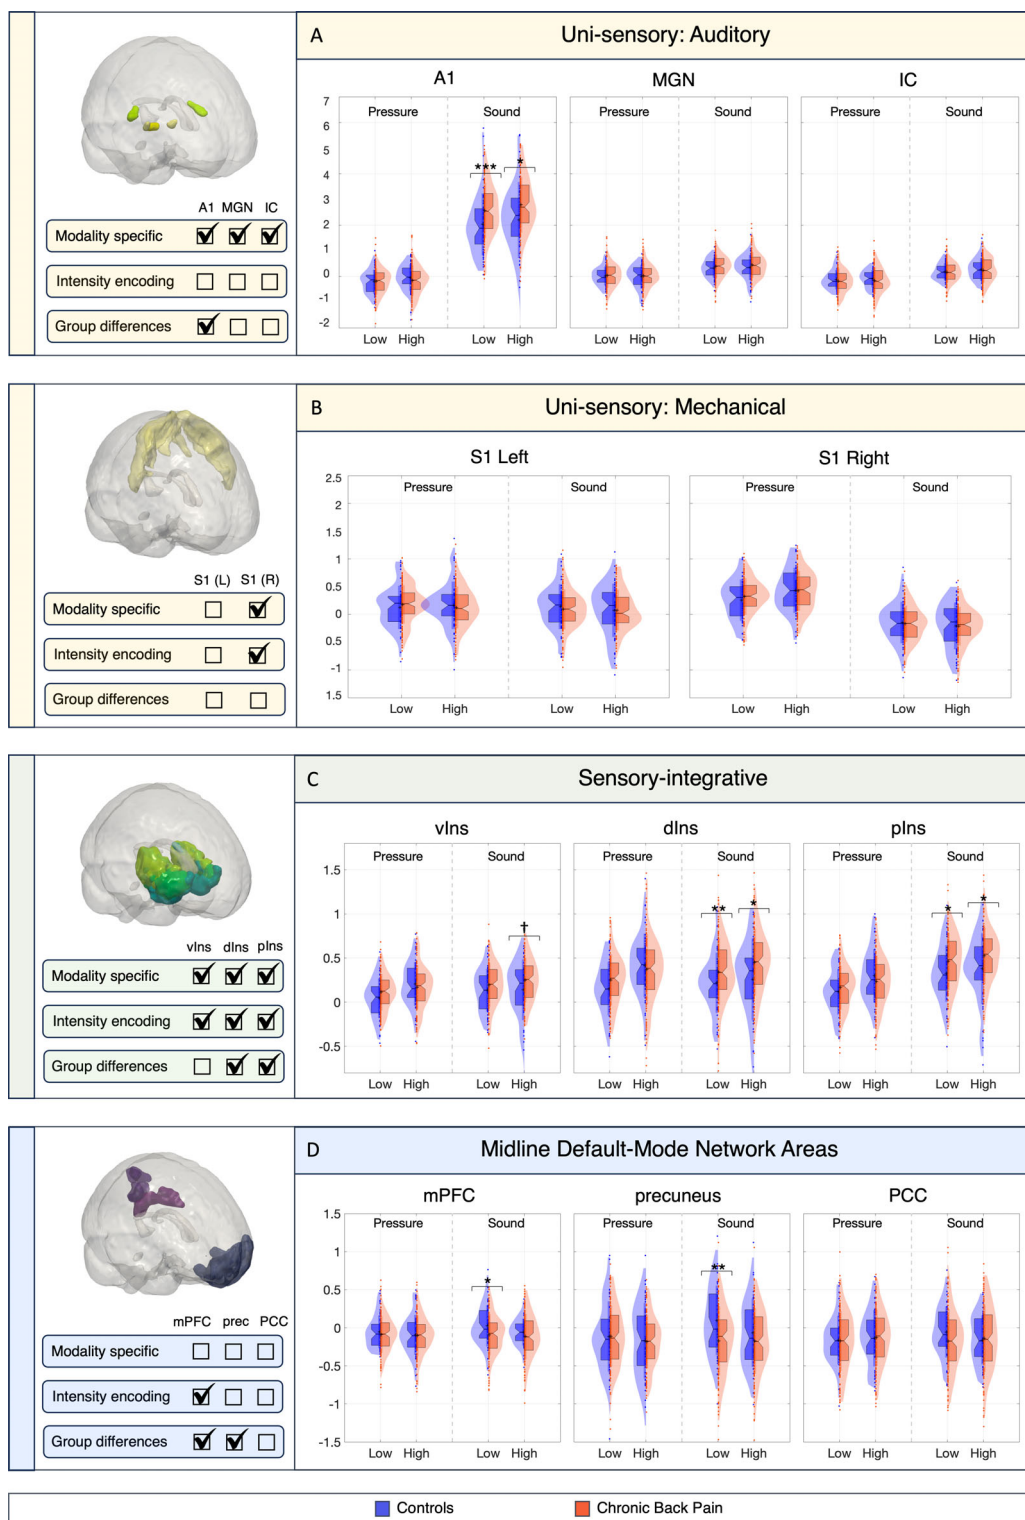 A Uni-sensory: Auditory
A1 MGN IC
Pressure Sound Pressure Sound Pressure Sound
7
6
5
4
3
2
1
0
-1
-2
*** *
Low High Low High Low High Low High Low High Low High
A1 MGN IC
Modality specific
Intensity encoding
Group differences
B Uni-sensory: Mechanical
S1 Left S1 Right
Pressure Sound Pressure Sound
2.5
2
1.5
1
0.5
0
0.5
-1
1.5
Low High Low High Low High Low High
S1 (L) S1 (R)
Modality specific
Intensity encoding
Group differences
C Sensory-integrative
vIns dIns pIns
Pressure Sound Pressure Sound Pressure Sound
1.5
1
0.5
0
-0.5
† ** * * *
Low High Low High Low High Low High Low High Low High
vIns dIns pIns
Modality specific
Intensity encoding
Group differences
D Midline Default-Mode Network Areas
mPFC precuneus PCC
Pressure Sound Pressure Sound Pressure Sound
1.5
1
0.5
0
-0.5
-1
-1.5
* **
Low High Low High Low High Low High Low High Low High
mPFC prec PCC
Modality specific
Intensity encoding
Group differences
Controls Chronic Back Pain